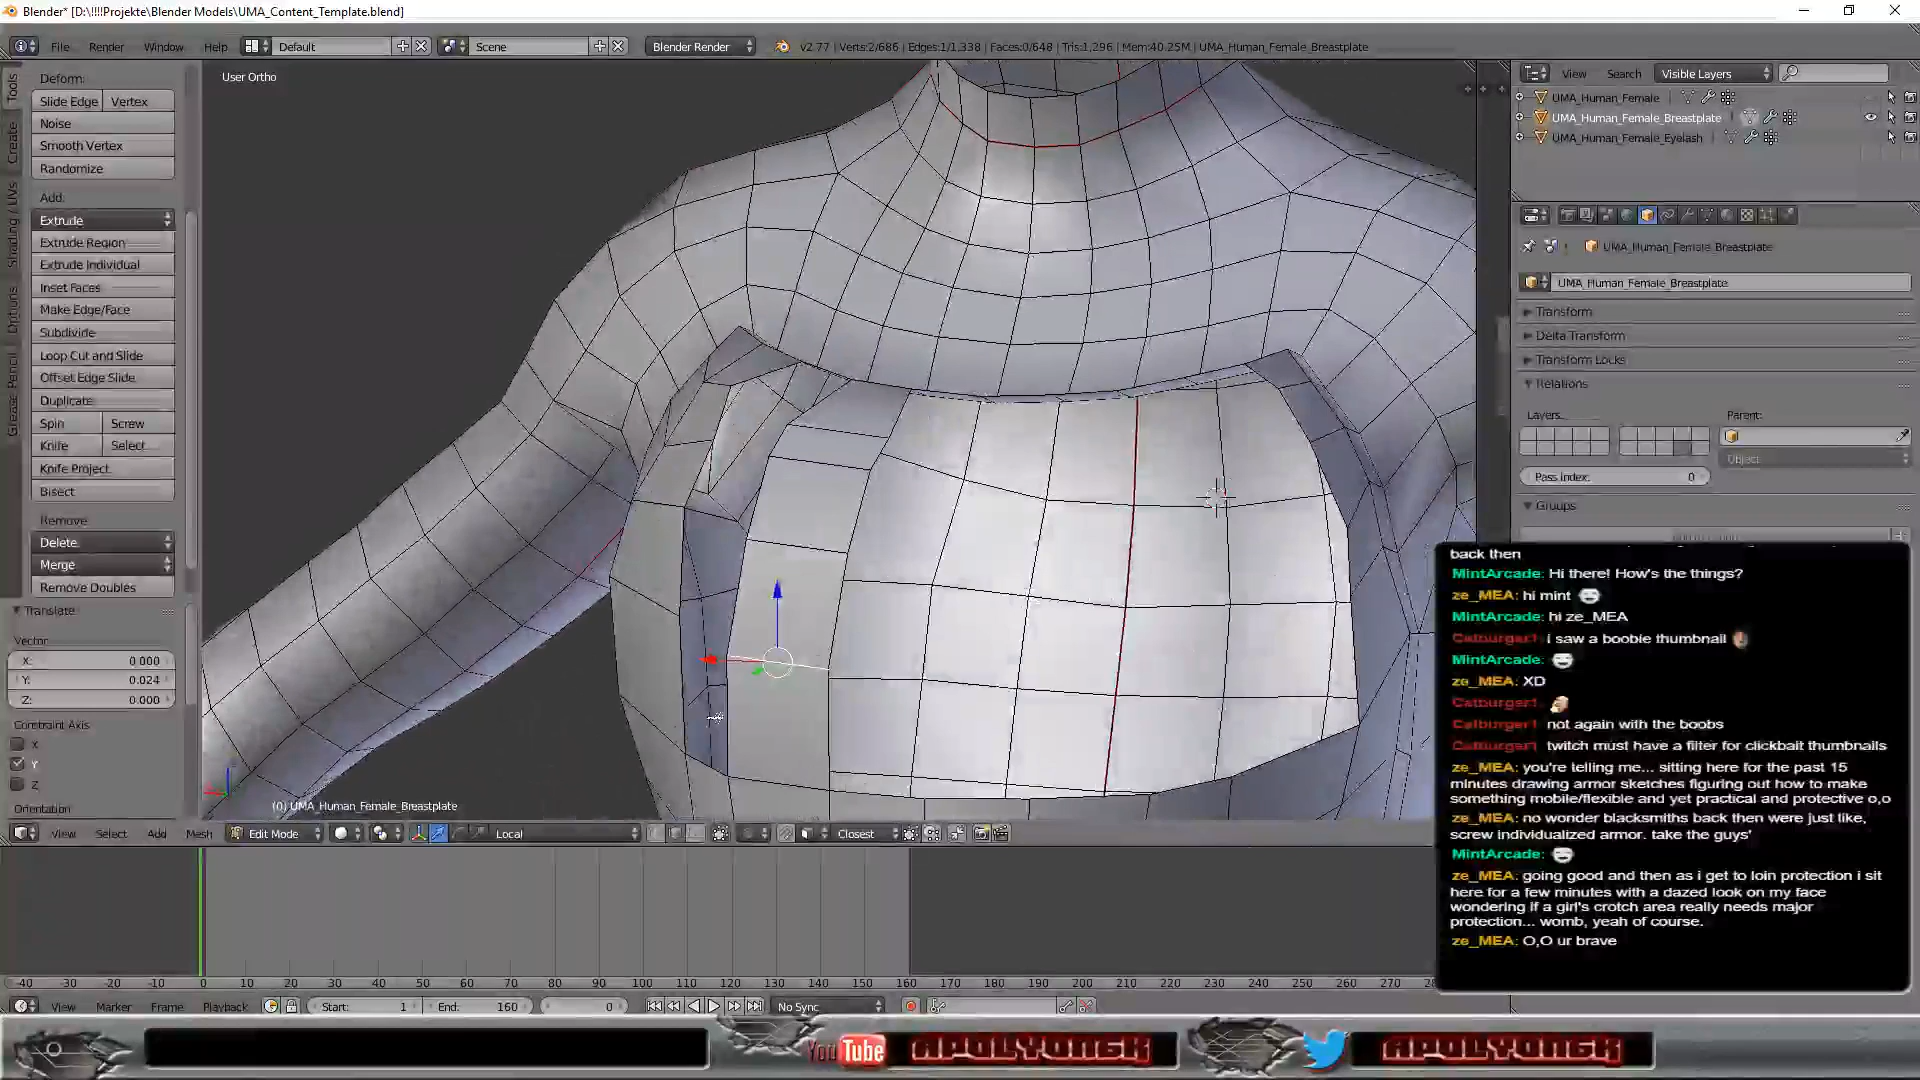 Blender* [D:\!!!!Projekte\Blender Models\UMA_Content_Template.blend]
File Render Window Help Default Scene Blender Render v2.77 | Verts:2/686 | Edges:1/1,338 | Faces:0/648 | Tris:1,296 | Mem:40.25M | UMA_Human_Female_Breastplate
User Ortho
Tools
Create
Shading / UVs
Options
Grease Pencil
Deform:
Slide Edge Vertex
Noise
Smooth Vertex
Randomize
Add:
Extrude
Extrude Region
Extrude Individual
Inset Faces
Make Edge/Face
Subdivide
Loop Cut and Slide
Offset Edge Slide
Duplicate
Spin Screw
Knife Select
Knife Project
Bisect
Remove
Delete
Merge
Remove Doubles
Translate
Vector
X: 0.000
Y: 0.024
Z: 0.000
Constraint Axis
X
Y
Z
Orientation
(0) UMA_Human_Female_Breastplate
View Select Add Mesh Edit Mode Local Closest
View Search Visible Layers
UMA_Human_Female
UMA_Human_Female_Breastplate
UMA_Human_Female_Eyelash
UMA_Human_Female_Breastplate
UMA_Human_Female_Breastplate
Transform
Delta Transform
Transform Locks
Relations
Layers: Parent:
Object
Pass Index: 0
Groups
back then
MintArcade: Hi there! How's the things?
ze_MEA: hi mint
MintArcade: hi ze_MEA
Catburger1: i saw a boobie thumbnail
MintArcade:
ze_MEA: XD
Catburger1:
Catburger1: not again with the boobs
Catburger1: twitch must have a filter for clickbait thumbnails
ze_MEA: you're telling me... sitting here for the past 15
minutes drawing armor sketches figuring out how to make
something mobile/flexible and yet practical and protective o,o
ze_MEA: no wonder blacksmiths back then were just like,
screw individualized armor. take the guys'
MintArcade:
ze_MEA: going good and then as i get to loin protection i sit
here for a few minutes with a dazed look on my face
wondering if a girl's crotch area really needs major
protection... womb, yeah of course.
ze_MEA: O,O ur brave
-40 -30 -20 -10 0 10 20 30 40 50 60 70 80 90 100 110 120 130 140 150 160 170 180 190 200 210 220 230 240 250 260 270
View Marker Frame Playback Start: 1 End: 160 0 No Sync
YouTube APOLYONGK APOLYONGK